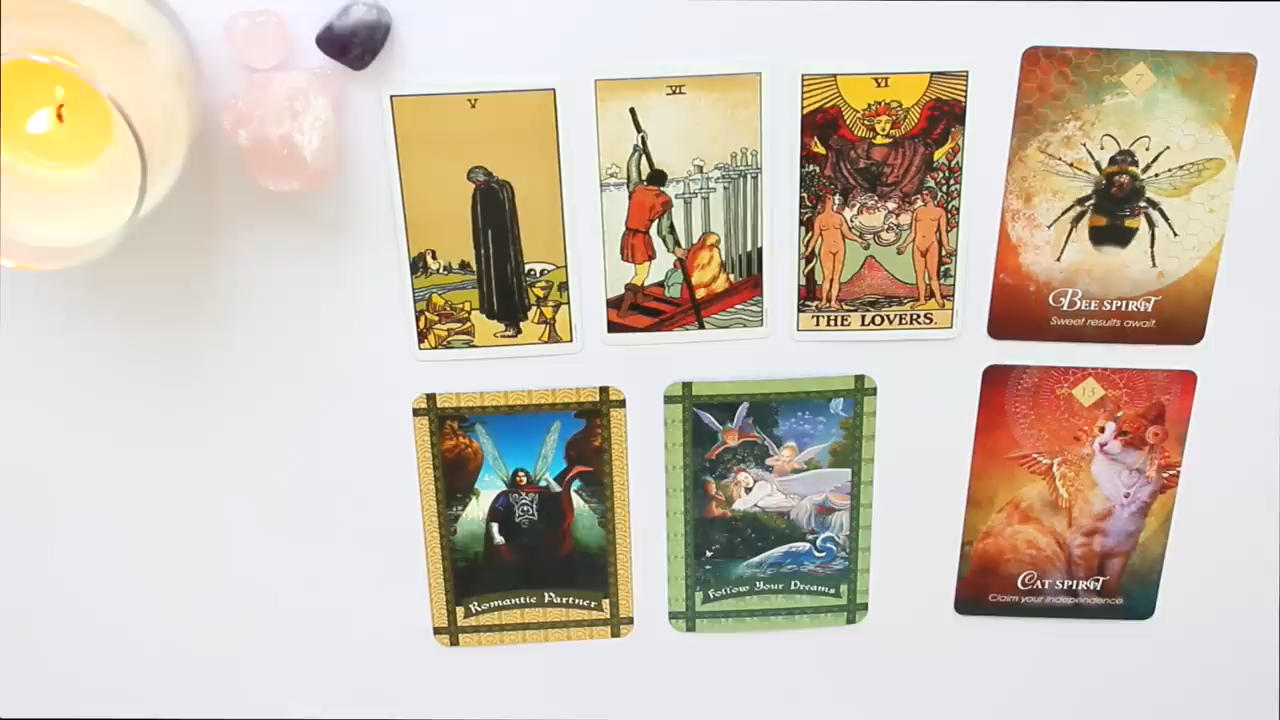 V
VI
VI
THE LOVERS.
7
BEE SPIRIT
Sweet results await.
Romantic Partner
Follow Your Dreams
13
CAT SPIRIT
Claim your independence.